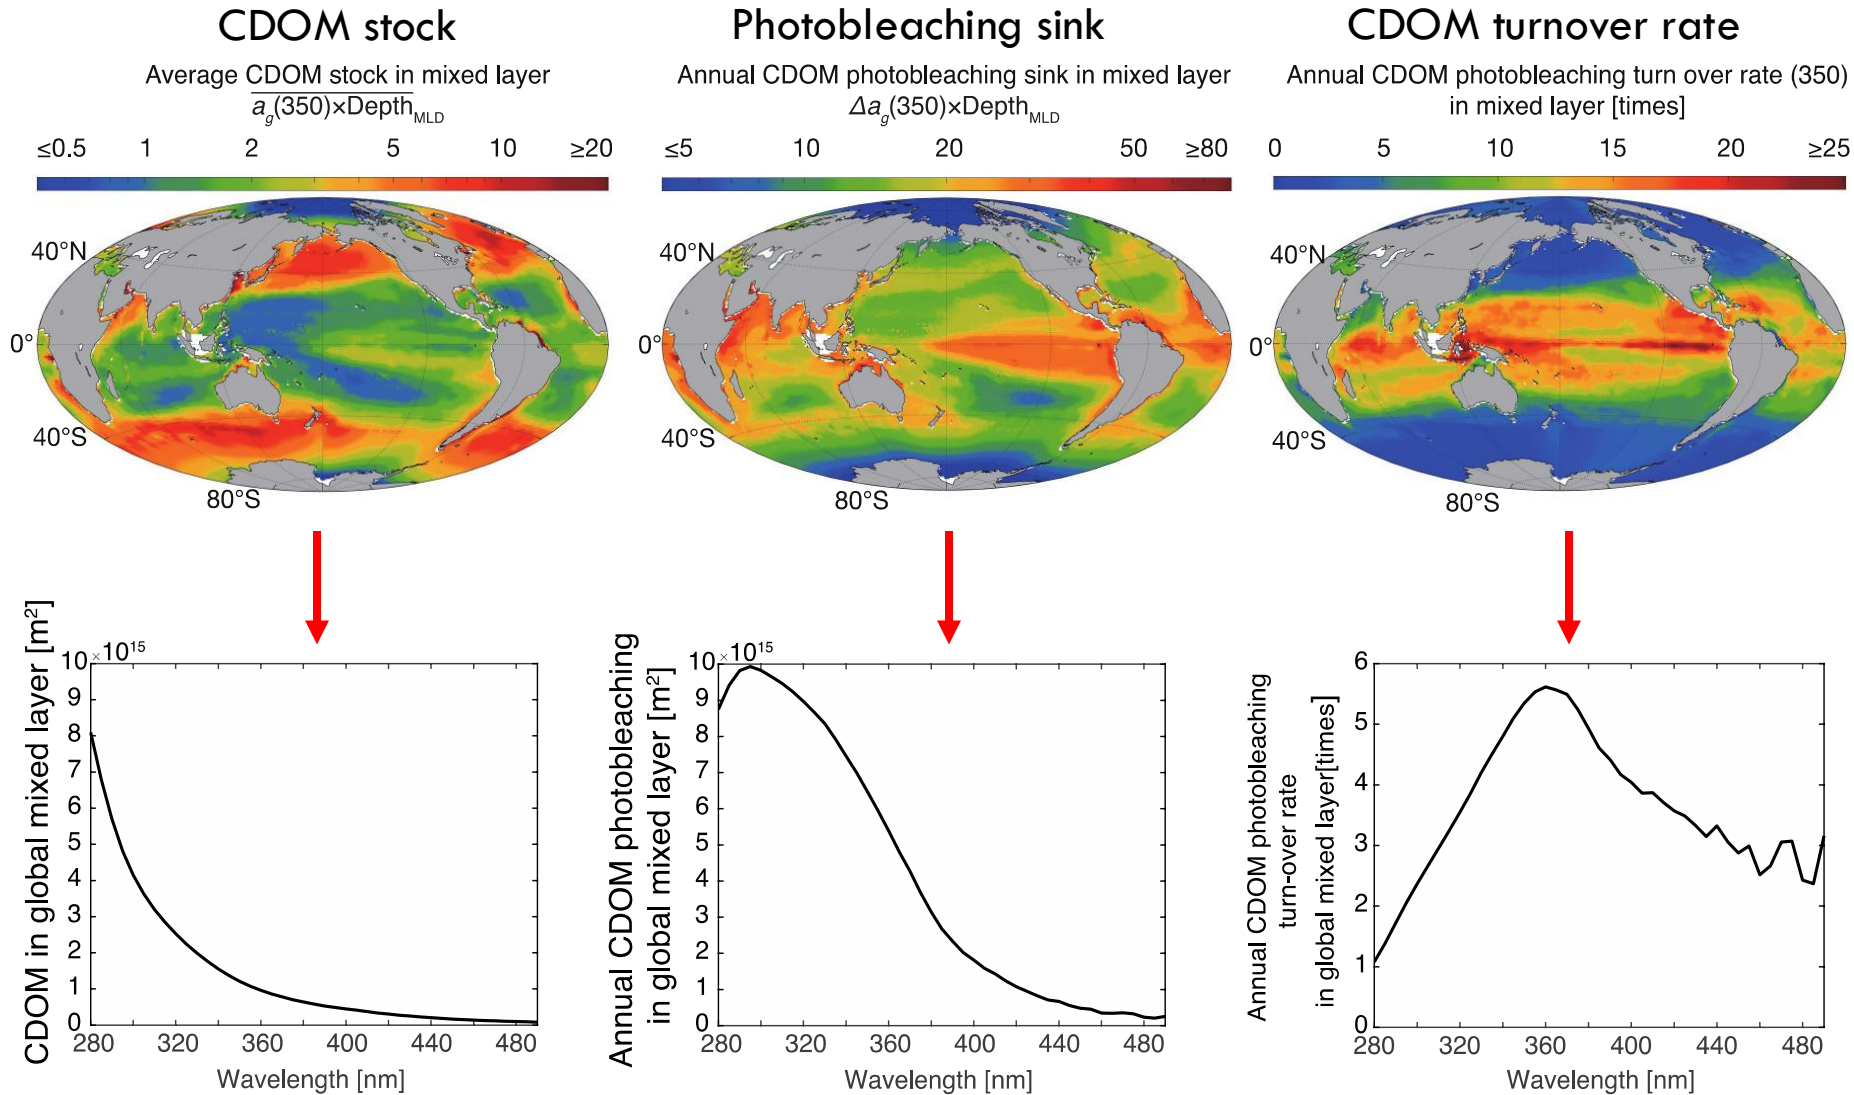 CDOM stock
Average CDOM stock in mixed layer
a_g(350)×Depth_MLD
≤0.5 1 2 5 10 ≥20
40°N
0°
40°S
80°S
Photobleaching sink
Annual CDOM photobleaching sink in mixed layer
Δa_g(350)×Depth_MLD
≤5 10 20 50 ≥80
40°N
0°
40°S
80°S
CDOM turnover rate
Annual CDOM photobleaching turn over rate (350)
in mixed layer [times]
0 5 10 15 20 ≥25
40°N
0°
40°S
80°S
CDOM in global mixed layer [m²]
10×10¹⁵
9
8
7
6
5
4
3
2
1
0
280 320 360 400 440 480
Wavelength [nm]
Annual CDOM photobleaching
in global mixed layer [m²]
10×10¹⁵
9
8
7
6
5
4
3
2
1
0
280 320 360 400 440 480
Wavelength [nm]
Annual CDOM photobleaching
turn-over rate
in global mixed layer[times]
6
5
4
3
2
1
0
280 320 360 400 440 480
Wavelength [nm]